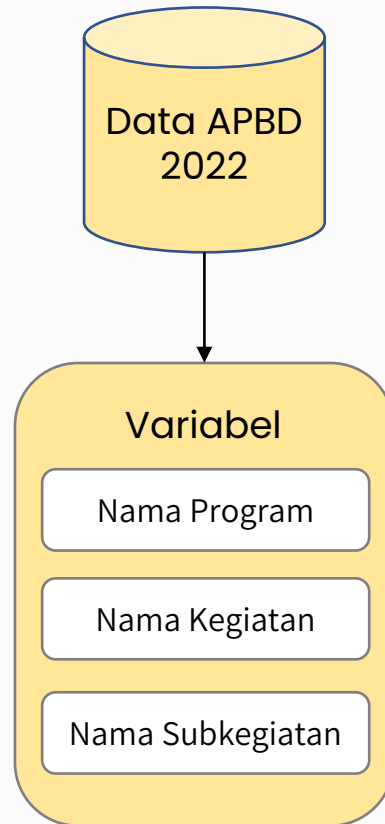 Data APBD
2022
Variabel
Nama Program
Nama Kegiatan
Nama Subkegiatan